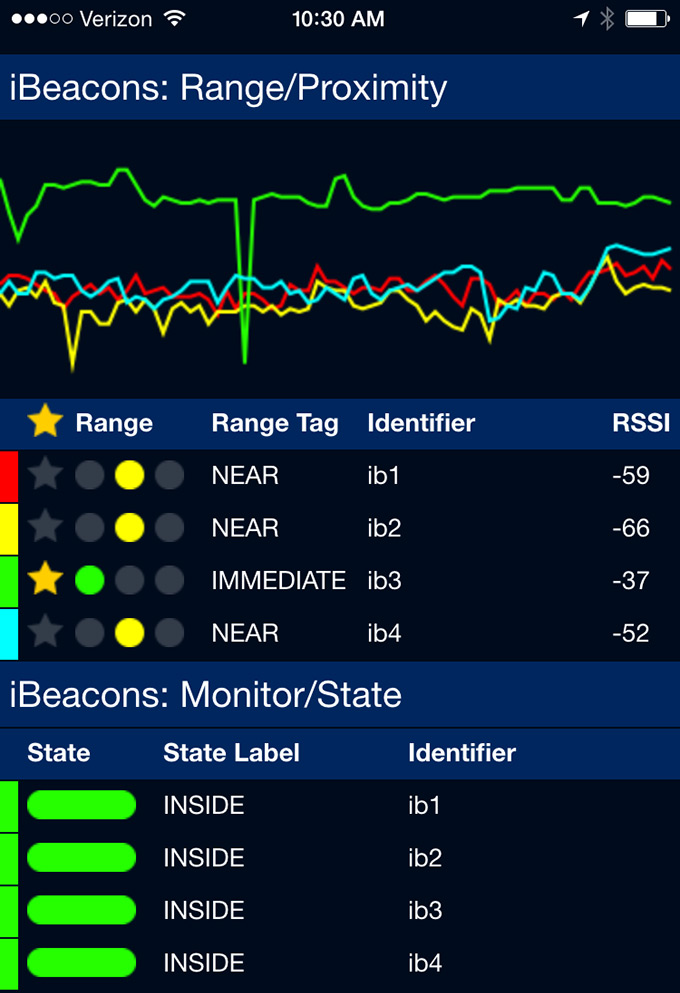 Verizon 10:30 AM
iBeacons: Range/Proximity
Range Range Tag Identifier RSSI
NEAR ib1 -59
NEAR ib2 -66
IMMEDIATE ib3 -37
NEAR ib4 -52
iBeacons: Monitor/State
State State Label Identifier
INSIDE ib1
INSIDE ib2
INSIDE ib3
INSIDE ib4